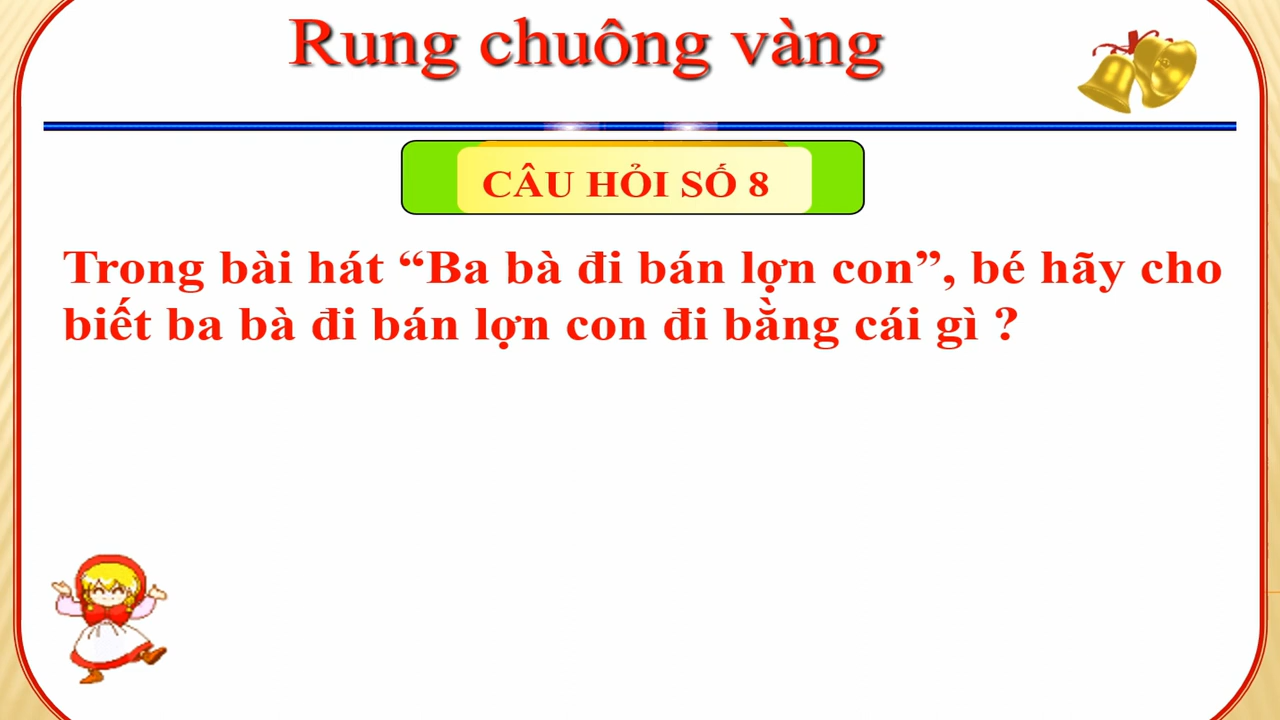 Rung chuông vàng
CÂU HỎI SỐ 8
Trong bài hát “Ba bà đi bán lợn con”, bé hãy cho
biết ba bà đi bán lợn con đi bằng cái gì ?